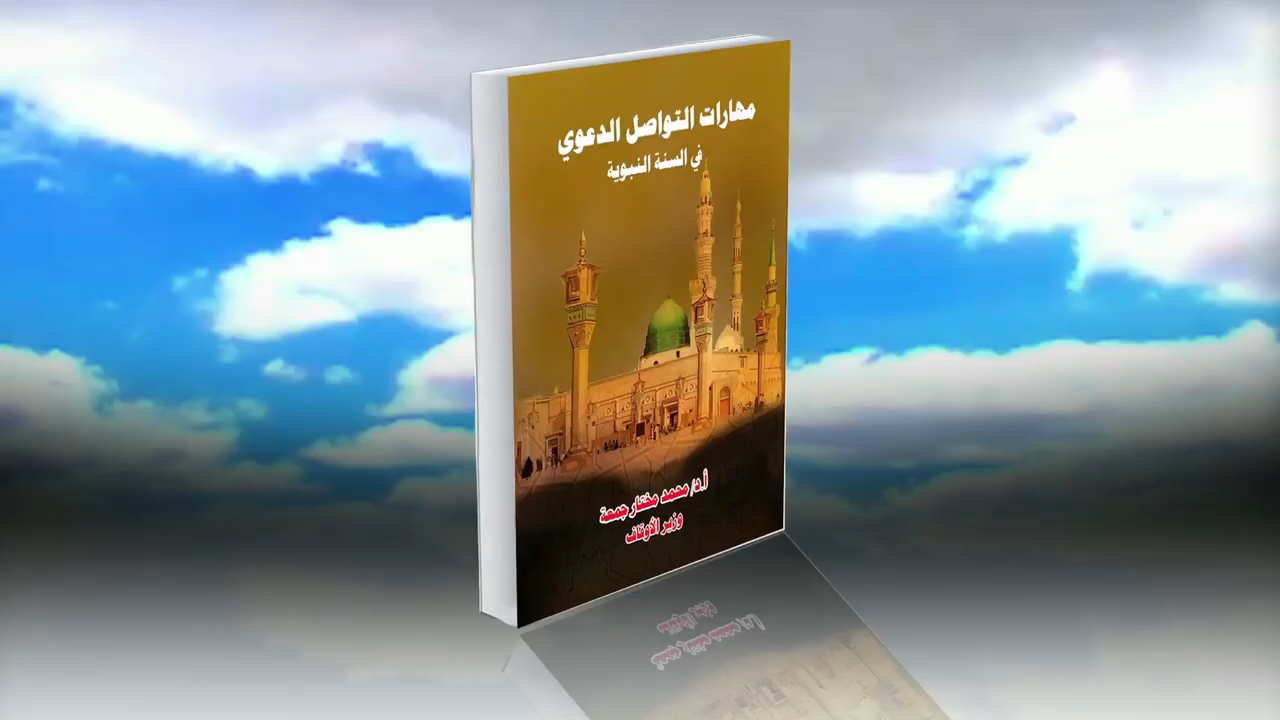 مهارات التواصل الدعوي
في السنة النبوية
أ.د/ محمد مختار جمعة
وزير الأوقاف